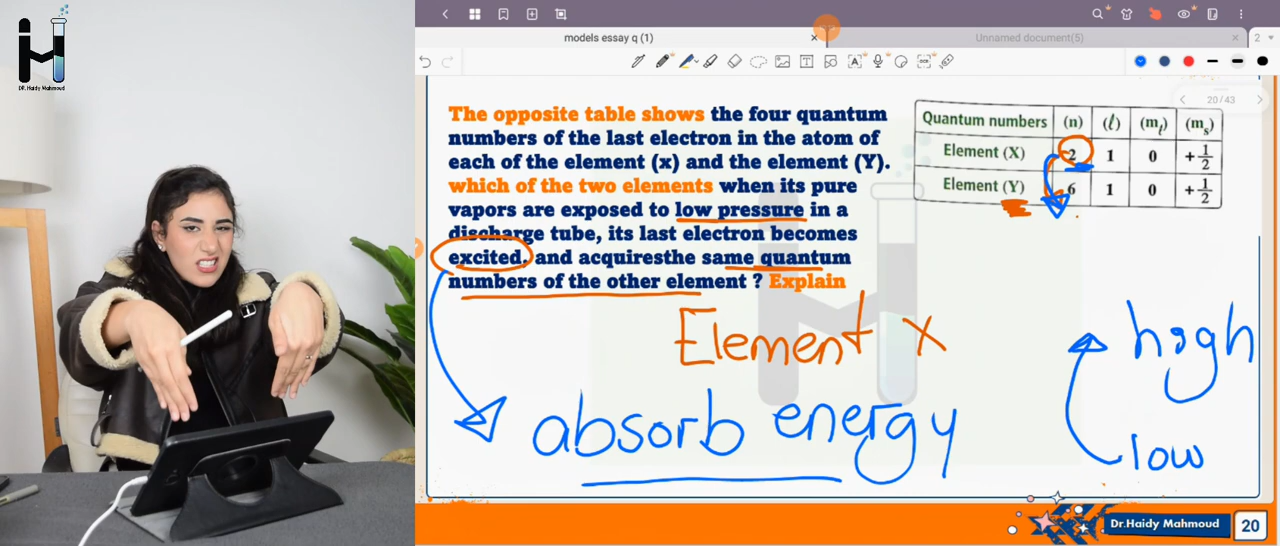 DR. Haidy Mahmoud
models essay q (1)
Unnamed document(5)
2
20/43
The opposite table shows the four quantum
numbers of the last electron in the atom of
each of the element (x) and the element (Y).
which of the two elements when its pure
vapors are exposed to low pressure in a
discharge tube, its last electron becomes
excited. and acquiresthe same quantum
numbers of the other element ? Explain
Quantum numbers (n) (ℓ) (mℓ) (ms)
Element (X) 2 1 0 +1/2
Element (Y) 6 1 0 +1/2
Element x
absorb energy
high
low
Dr.Haidy Mahmoud 20